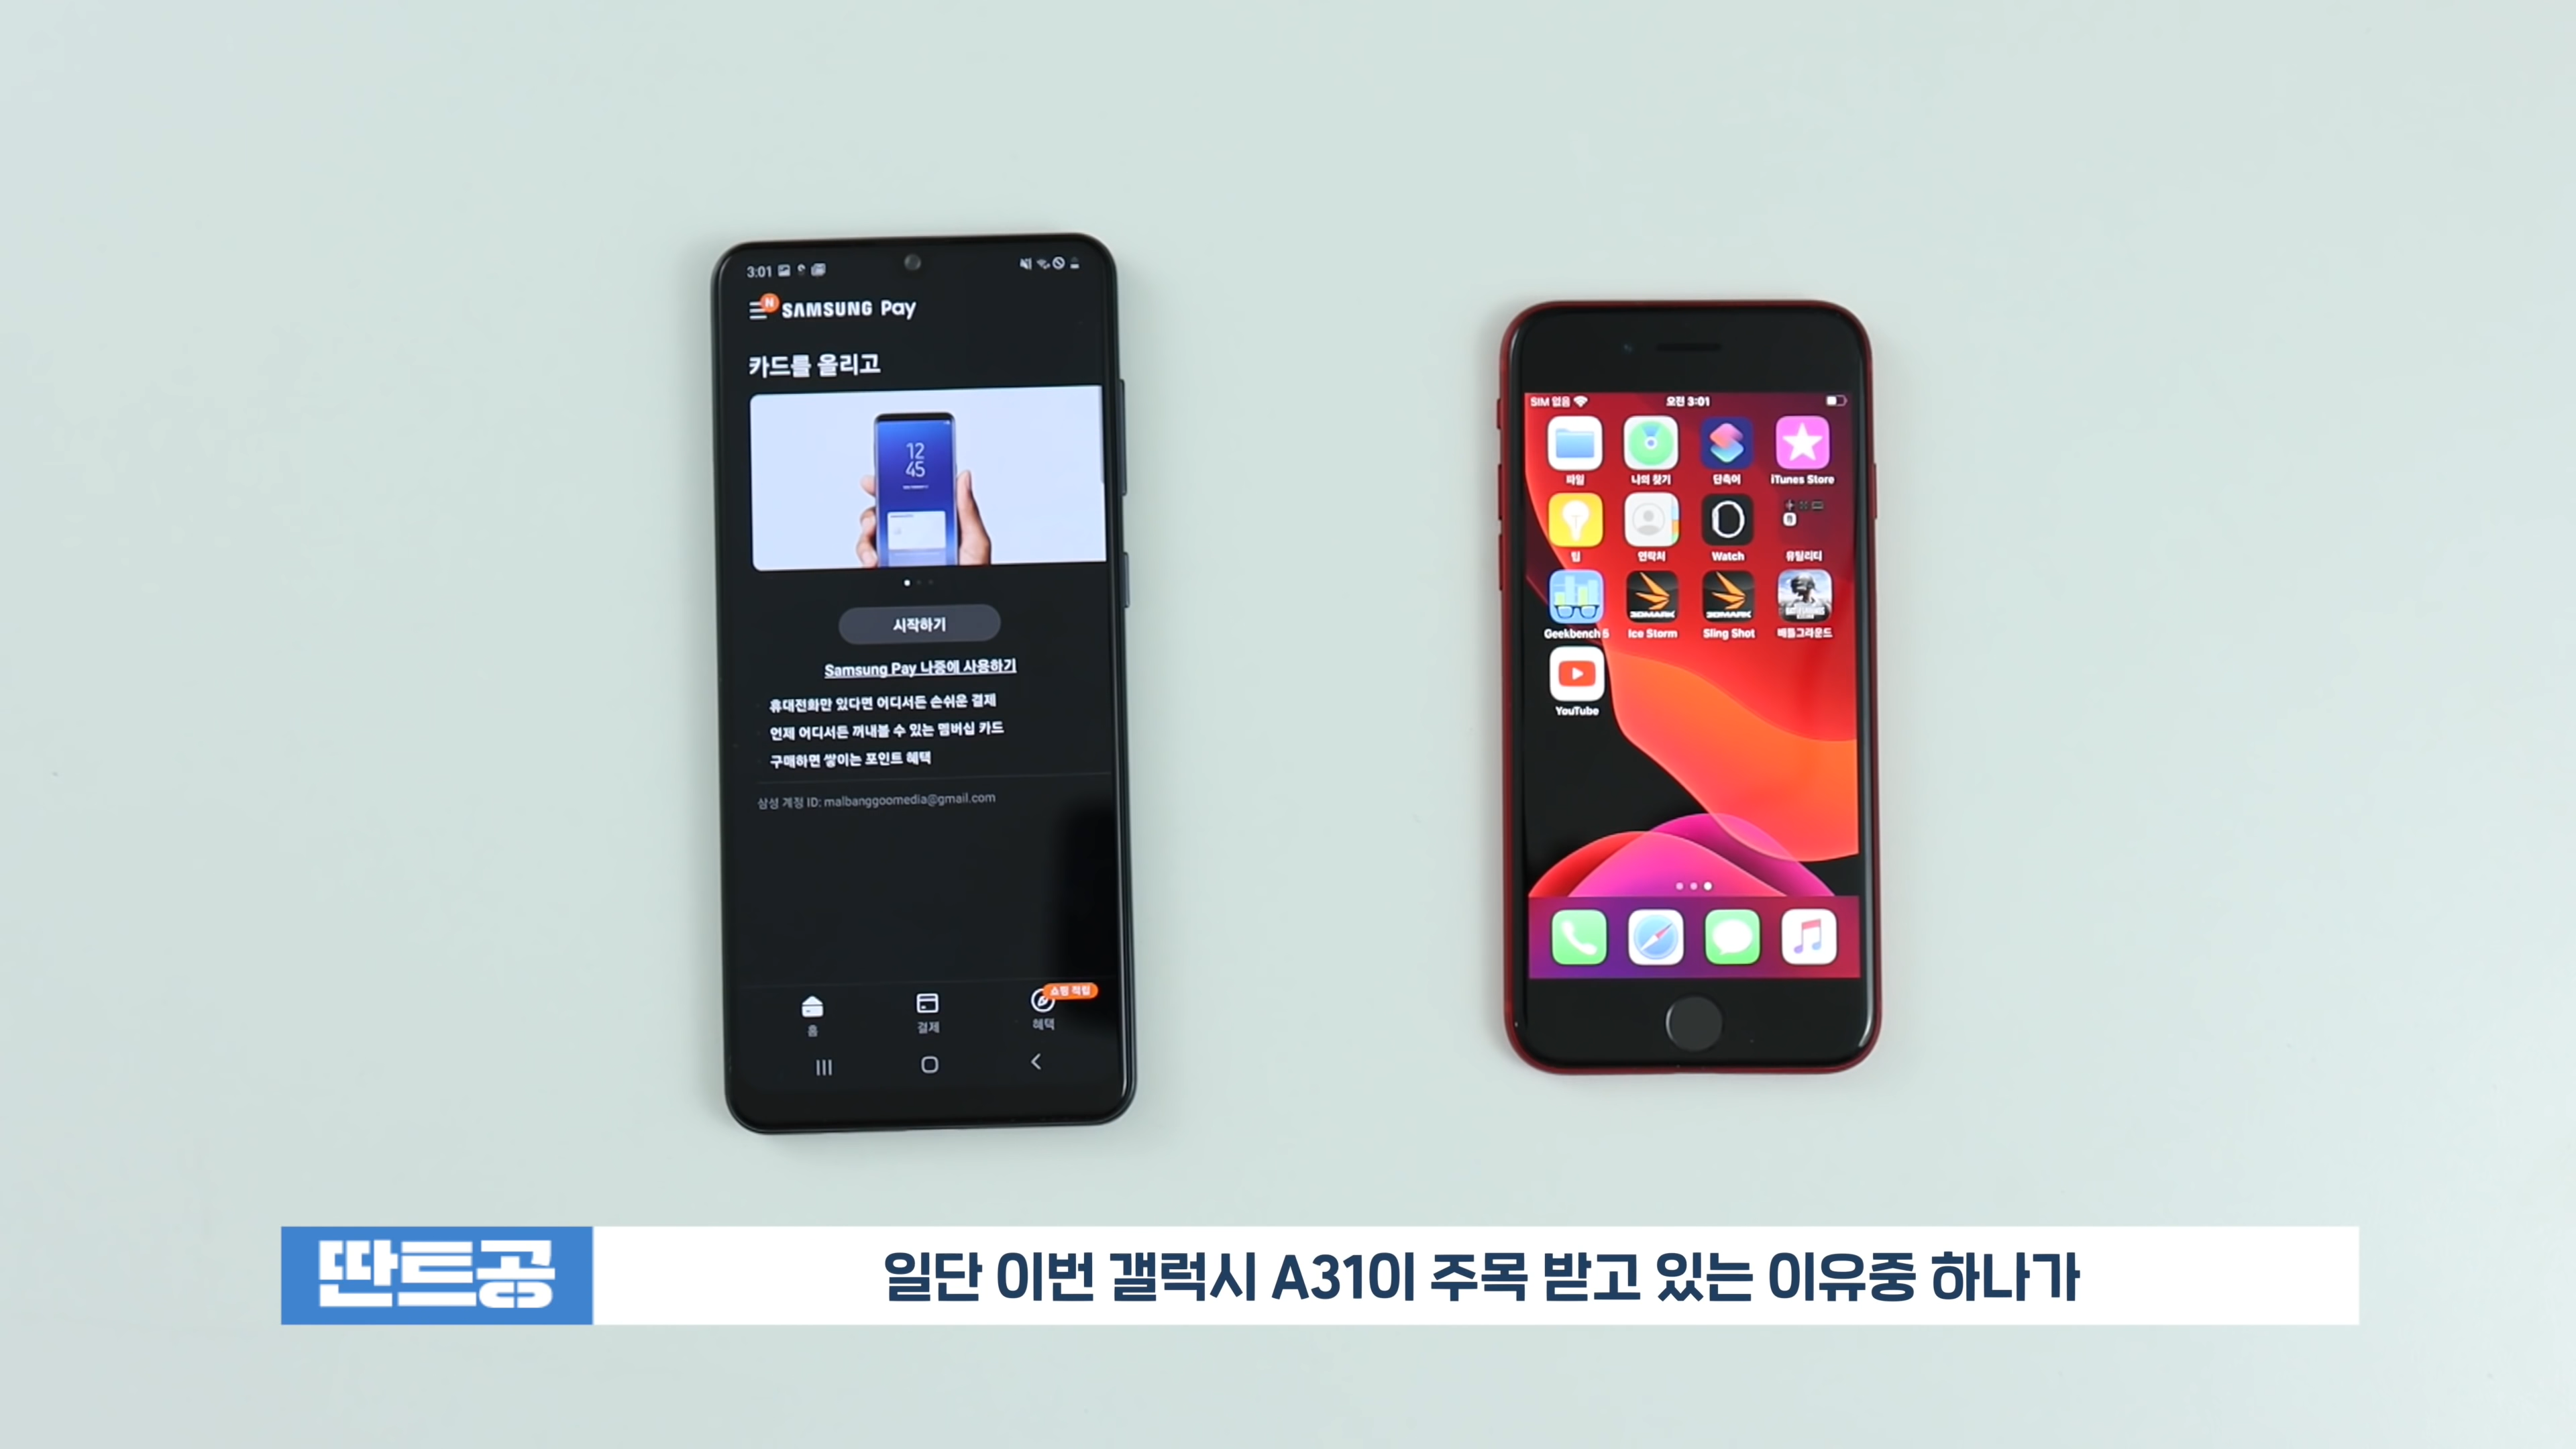 3:01
N
SAMSUNG Pay
카드를 올리고
12
45
시작하기
Samsung Pay 나중에 사용하기
휴대전화만 있다면 어디서든 손쉬운 결제
언제 어디서든 꺼내볼 수 있는 멤버십 카드
구매하면 쌓이는 포인트 혜택
삼성 계정 ID: malbanggoomedia@gmail.com
쇼핑 적립
홈 결제 혜택
SIM 없음 오전 3:01
파일 나의 찾기 단축어 iTunes Store
팁 연락처 Watch 유틸리티
3DMARK 3DMARK
Geekbench 5 Ice Storm Sling Shot 배틀그라운드
YouTube
딴트공 일단 이번 갤럭시 A31이 주목 받고 있는 이유중 하나가